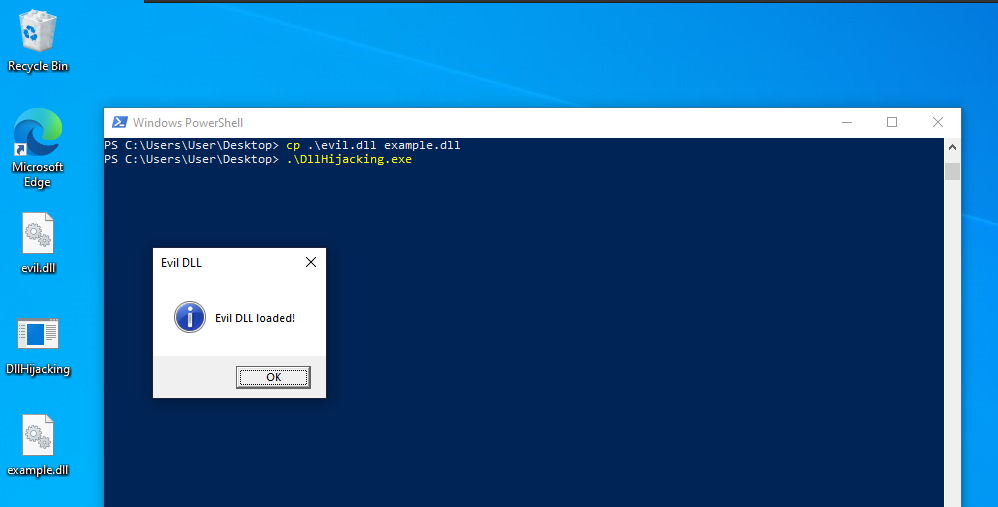 Recycle Bin
Microsoft
Edge
evil.dll
DllHijacking
example.dll
Windows PowerShell
PS C:\Users\User\Desktop> cp .\evil.dll example.dll
PS C:\Users\User\Desktop> .\DllHijacking.exe
Evil DLL
Evil DLL loaded!
OK